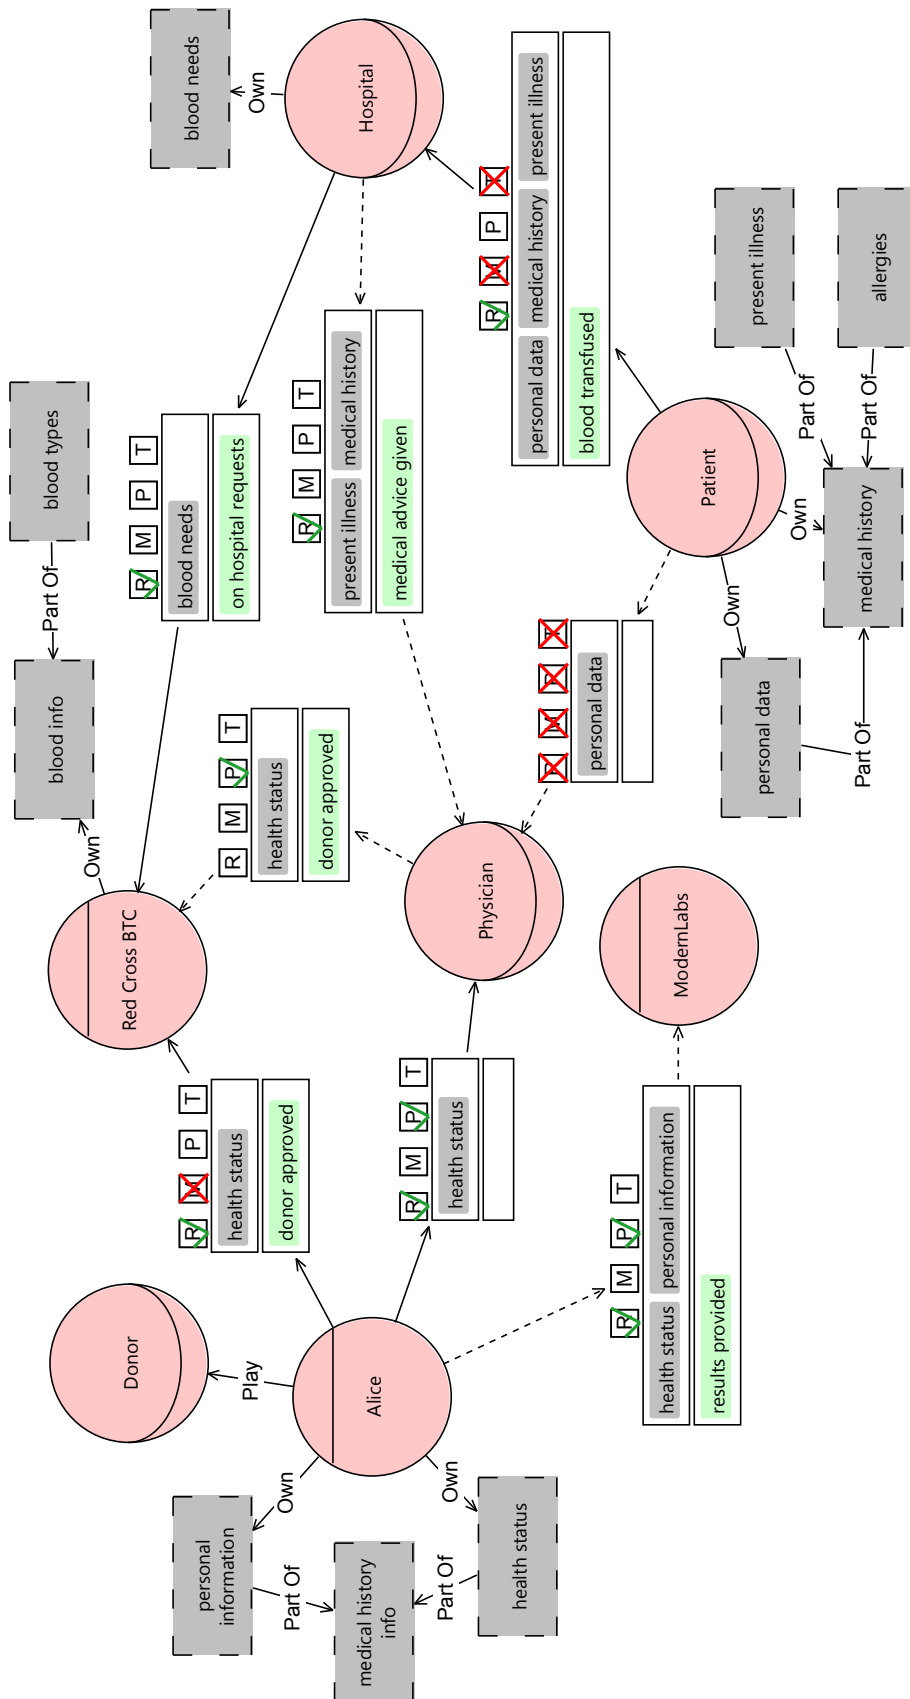 Donor
Red Cross BTC
blood info
Part Of
blood types
Own
personal
information
Own
Play
Alice
R M P T
health status
donor approved
R M P T
health status
donor approved
R M P T
blood needs
on hospital requests
blood needs
Own
Hospital
Part Of
medical history
info
Part Of
health status
Own
R M P T
health status
Physician
R M P T
present illness medical history
medical advice given
R M P T
personal data medical history present illness
blood transfused
R M P T
health status personal information
results provided
ModernLabs
R M P T
personal data
Patient
Own
personal data
Own
present illness
Part Of
Part Of
medical history
Part Of
allergies